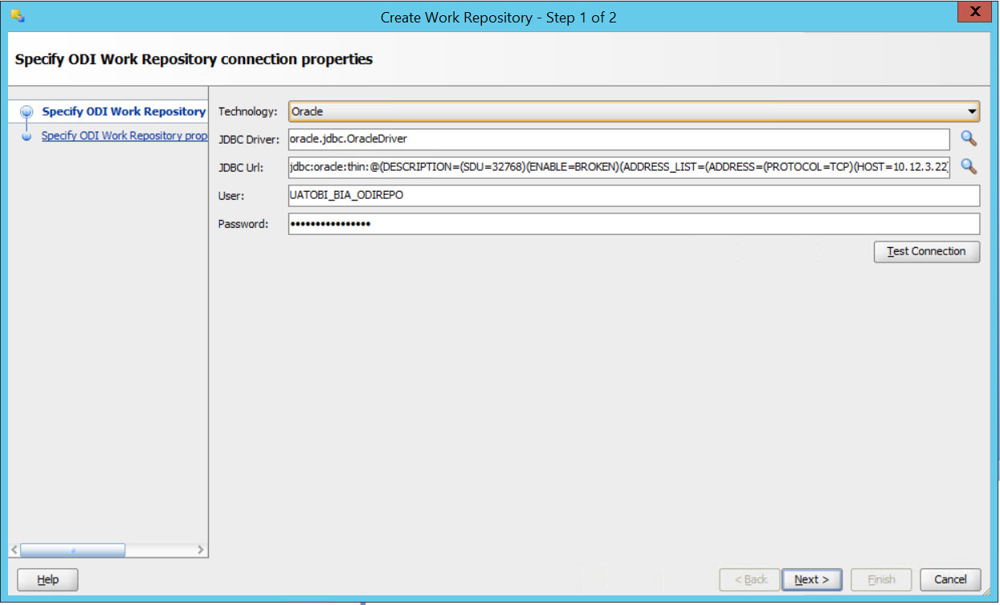 Create Work Repository - Step 1 of 2
X
Specify ODI Work Repository connection properties
Specify ODI Work Repository
Specify ODI Work Repository prop
Technology: Oracle
JDBC Driver: oracle.jdbc.OracleDriver
JDBC Url: jdbc:oracle:thin:@(DESCRIPTION=(SDU=32768)(ENABLE=BROKEN)(ADDRESS_LIST=(ADDRESS=(PROTOCOL=TCP)(HOST=10.12.3.22)
User: UATOBI_BIA_ODIREPO
Password: ••••••••••••••••
Test Connection
Help
< Back
Next >
Finish
Cancel